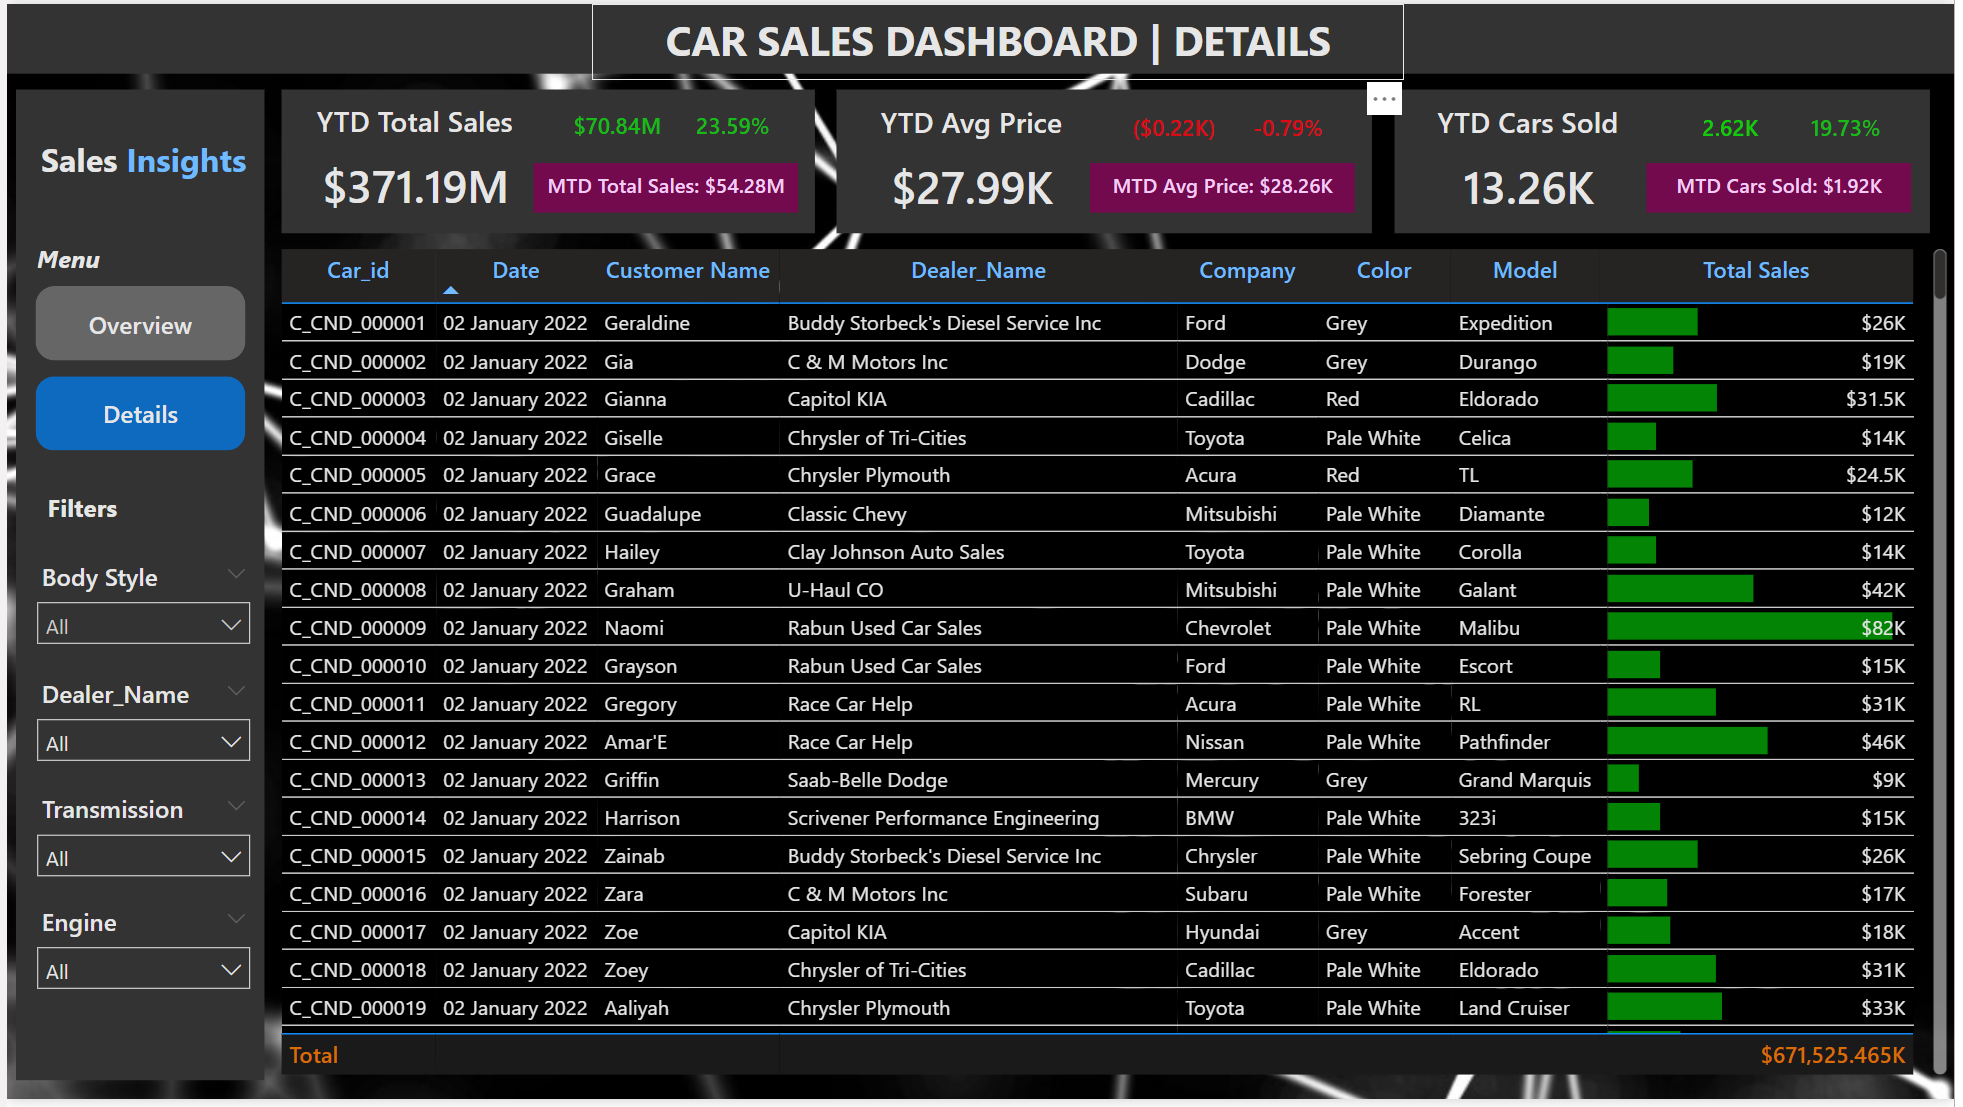 CAR SALES DASHBOARD | DETAILS
Sales Insights
Menu
Overview
Details
Filters
Body Style
All
Dealer_Name
All
Transmission
All
Engine
All
YTD Total Sales $70.84M 23.59%
$371.19M MTD Total Sales: $54.28M
YTD Avg Price ($0.22K) -0.79%
$27.99K MTD Avg Price: $28.26K
YTD Cars Sold 2.62K 19.73%
13.26K MTD Cars Sold: $1.92K
Car_id Date Customer Name Dealer_Name Company Color Model Total Sales
C_CND_000001 02 January 2022 Geraldine Buddy Storbeck's Diesel Service Inc Ford Grey Expedition $26K
C_CND_000002 02 January 2022 Gia C & M Motors Inc Dodge Grey Durango $19K
C_CND_000003 02 January 2022 Gianna Capitol KIA Cadillac Red Eldorado $31.5K
C_CND_000004 02 January 2022 Giselle Chrysler of Tri-Cities Toyota Pale White Celica $14K
C_CND_000005 02 January 2022 Grace Chrysler Plymouth Acura Red TL $24.5K
C_CND_000006 02 January 2022 Guadalupe Classic Chevy Mitsubishi Pale White Diamante $12K
C_CND_000007 02 January 2022 Hailey Clay Johnson Auto Sales Toyota Pale White Corolla $14K
C_CND_000008 02 January 2022 Graham U-Haul CO Mitsubishi Pale White Galant $42K
C_CND_000009 02 January 2022 Naomi Rabun Used Car Sales Chevrolet Pale White Malibu $82K
C_CND_000010 02 January 2022 Grayson Rabun Used Car Sales Ford Pale White Escort $15K
C_CND_000011 02 January 2022 Gregory Race Car Help Acura Pale White RL $31K
C_CND_000012 02 January 2022 Amar'E Race Car Help Nissan Pale White Pathfinder $46K
C_CND_000013 02 January 2022 Griffin Saab-Belle Dodge Mercury Grey Grand Marquis $9K
C_CND_000014 02 January 2022 Harrison Scrivener Performance Engineering BMW Pale White 323i $15K
C_CND_000015 02 January 2022 Zainab Buddy Storbeck's Diesel Service Inc Chrysler Pale White Sebring Coupe $26K
C_CND_000016 02 January 2022 Zara C & M Motors Inc Subaru Pale White Forester $17K
C_CND_000017 02 January 2022 Zoe Capitol KIA Hyundai Grey Accent $18K
C_CND_000018 02 January 2022 Zoey Chrysler of Tri-Cities Cadillac Pale White Eldorado $31K
C_CND_000019 02 January 2022 Aaliyah Chrysler Plymouth Toyota Pale White Land Cruiser $33K
Total $671,525.465K